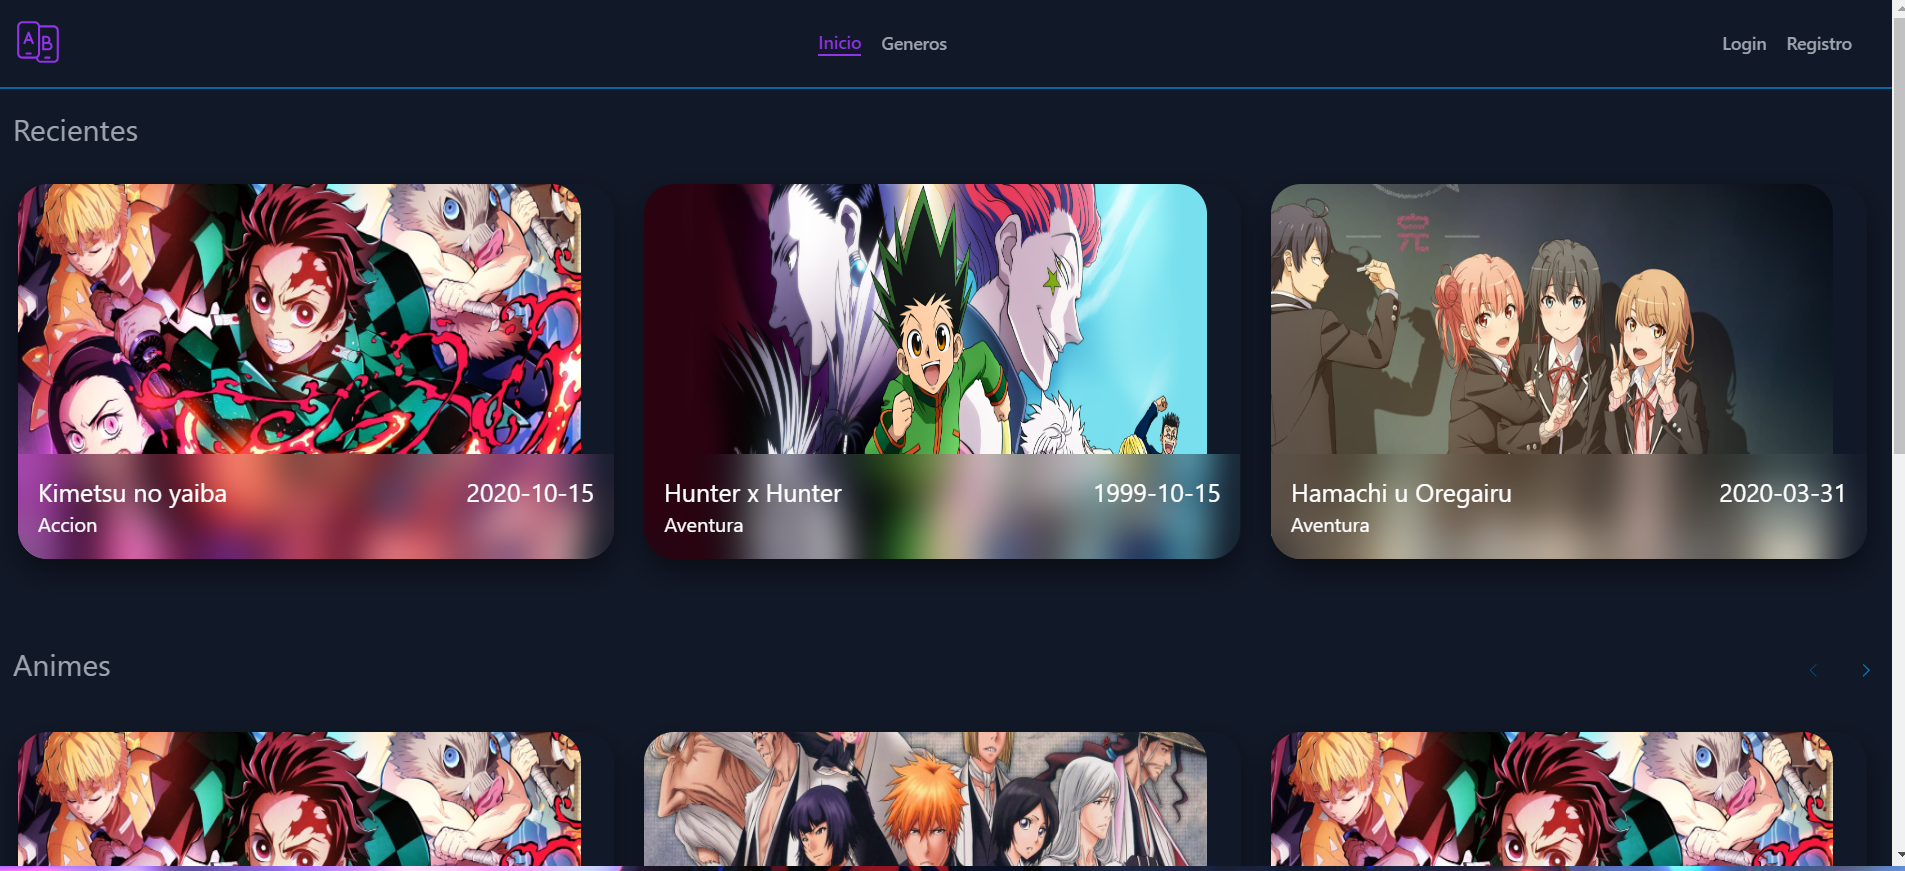 A B
Inicio Generos Login Registro
Recientes
完
Kimetsu no yaiba 2020-10-15
Accion
Hunter x Hunter 1999-10-15
Aventura
Hamachi u Oregairu 2020-03-31
Aventura
Animes